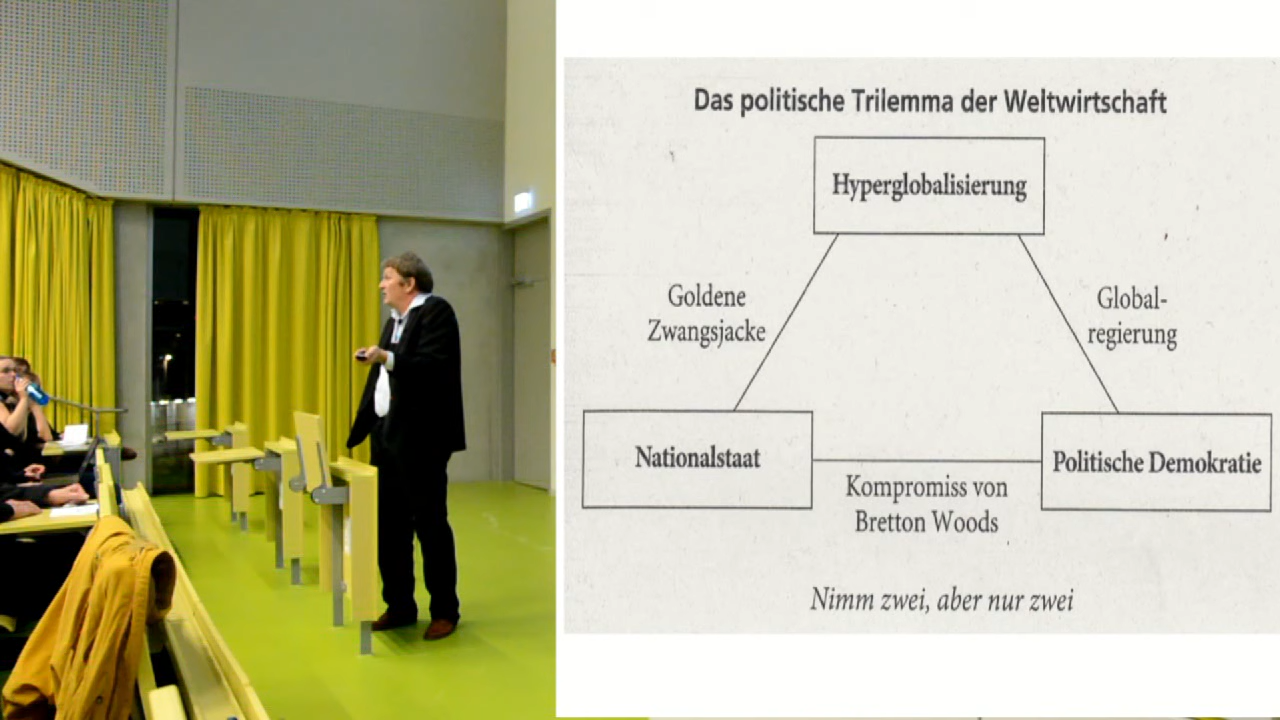 Das politische Trilemma der Weltwirtschaft
Hyperglobalisierung
Goldene
Zwangsjacke
Global-
regierung
Nationalstaat
Politische Demokratie
Kompromiss von
Bretton Woods
Nimm zwei, aber nur zwei